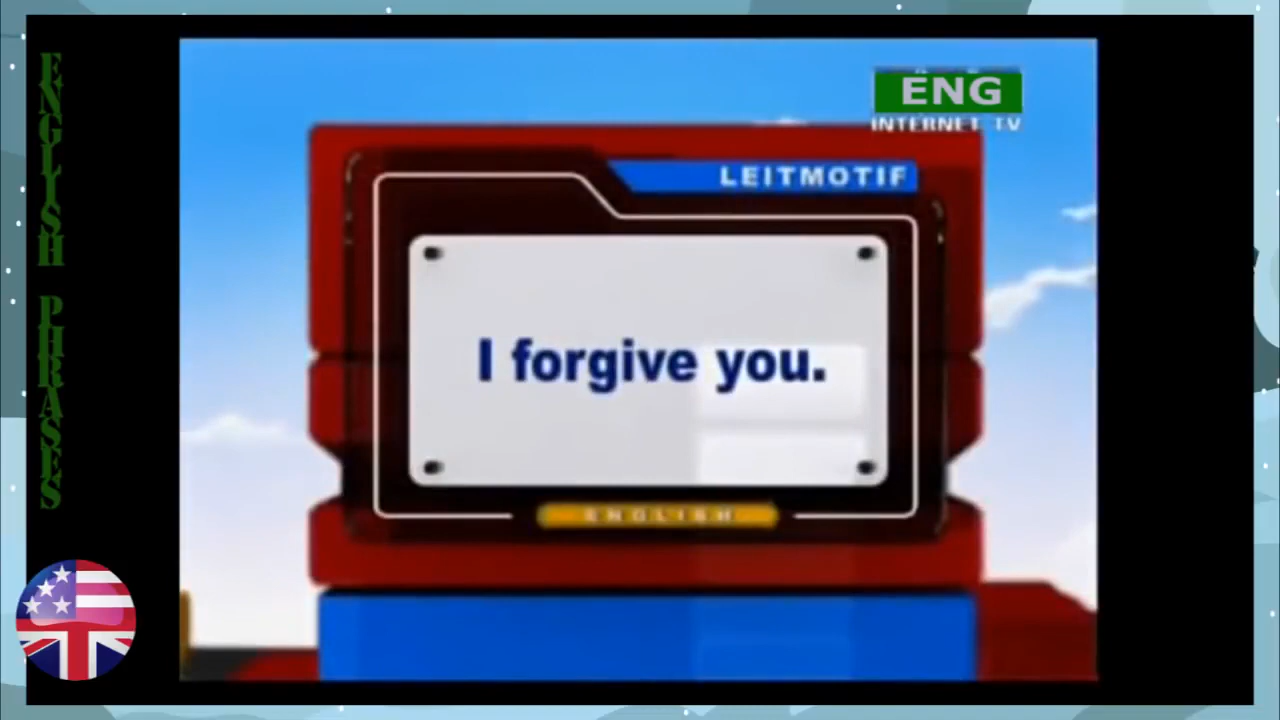 ENGLISH PHRASES
ENG
INTERNET TV
LEITMOTIF
I forgive you.
ENGLISH